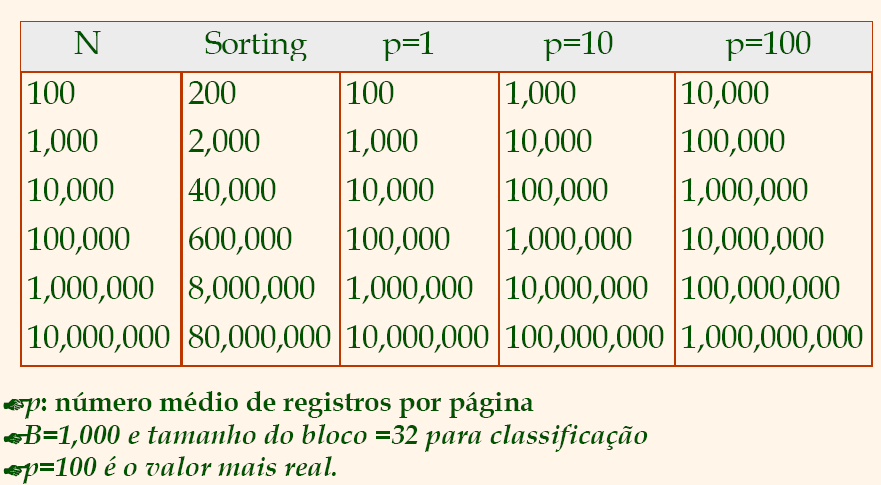 N Sorting p=1 p=10 p=100
100 200 100 1,000 10,000
1,000 2,000 1,000 10,000 100,000
10,000 40,000 10,000 100,000 1,000,000
100,000 600,000 100,000 1,000,000 10,000,000
1,000,000 8,000,000 1,000,000 10,000,000 100,000,000
10,000,000 80,000,000 10,000,000 100,000,000 1,000,000,000
p: número médio de registros por página
B=1,000 e tamanho do bloco =32 para classificação
p=100 é o valor mais real.